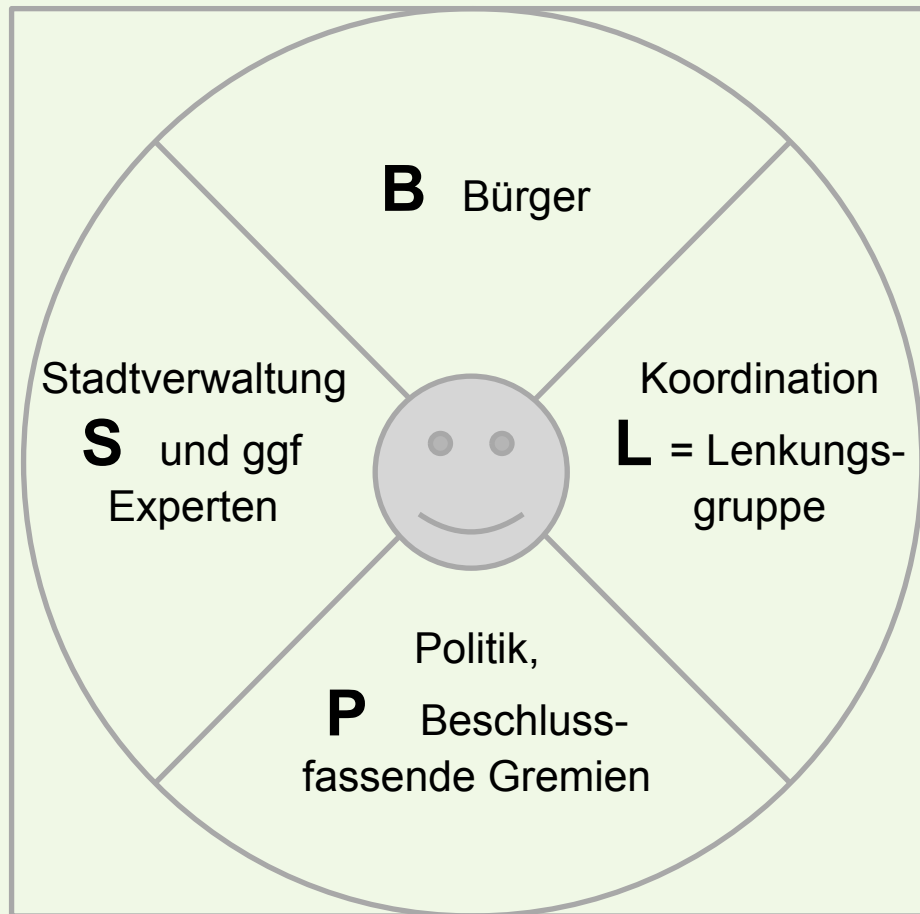 B Bürger
Stadtverwaltung
S und ggf
Experten
Koordination
L = Lenkungs-
gruppe
Politik,
P Beschluss-
fassende Gremien